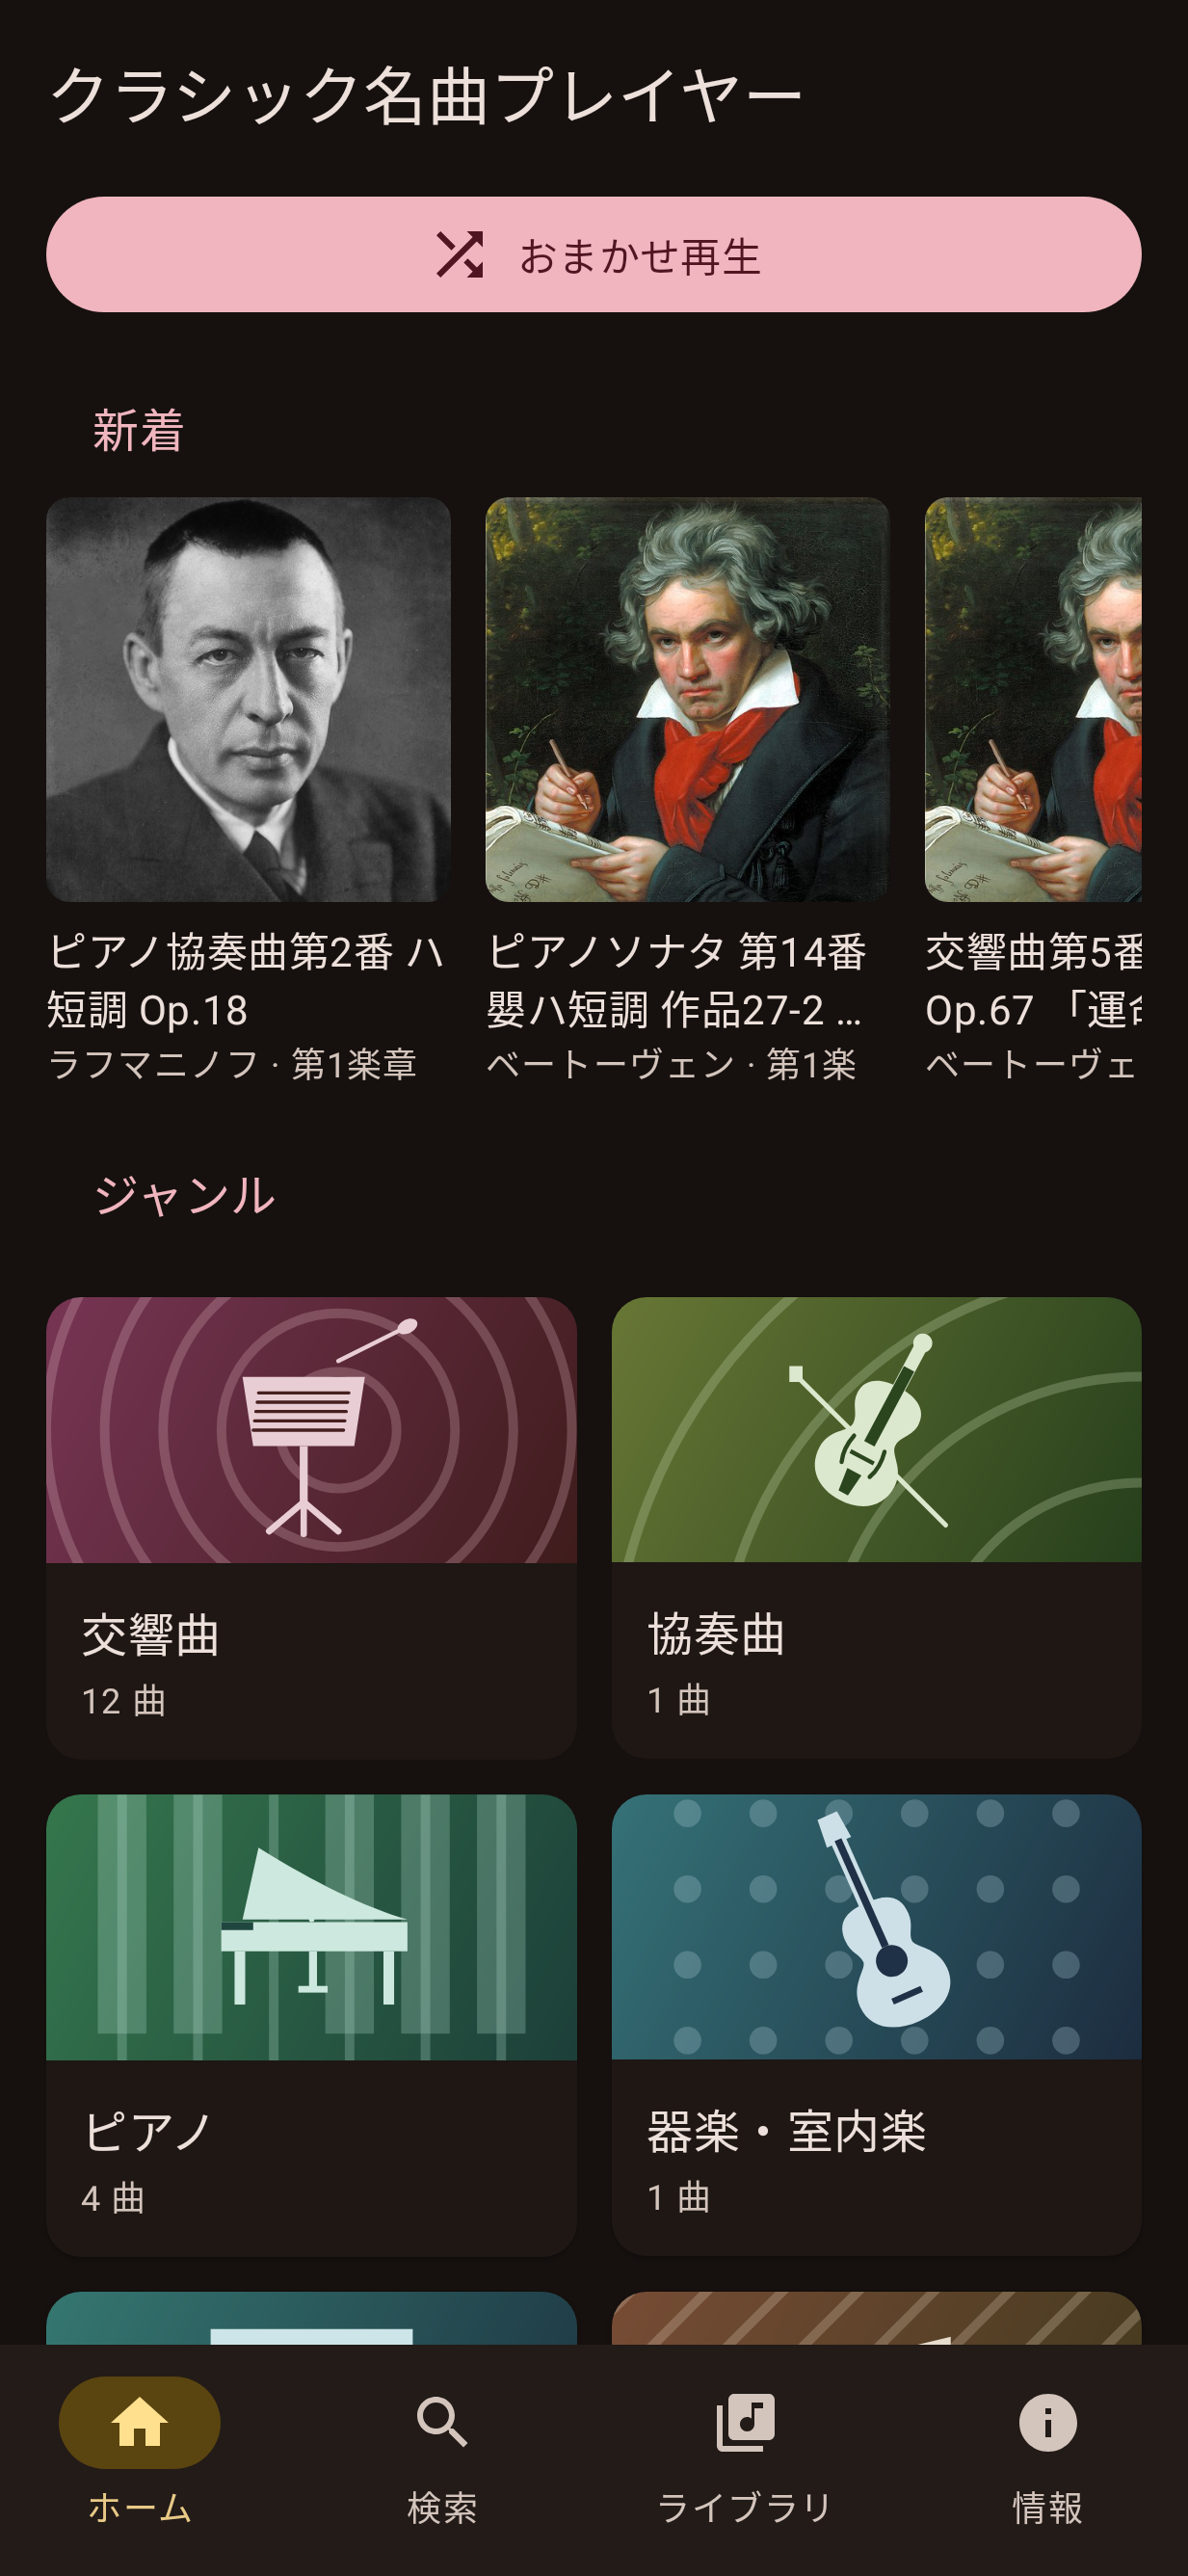 クラシック名曲プレイヤー
おまかせ再生
新着
ピアノ協奏曲第2番 ハ
短調 Op.18
ラフマニノフ · 第1楽章
ピアノソナタ 第14番
嬰ハ短調 作品27-2 …
ベートーヴェン · 第1楽
交響曲第5番
Op.67 「運命
ベートーヴェ
ジャンル
交響曲
12 曲
協奏曲
1 曲
ピアノ
4 曲
器楽・室内楽
1 曲
ホーム
検索
ライブラリ
情報